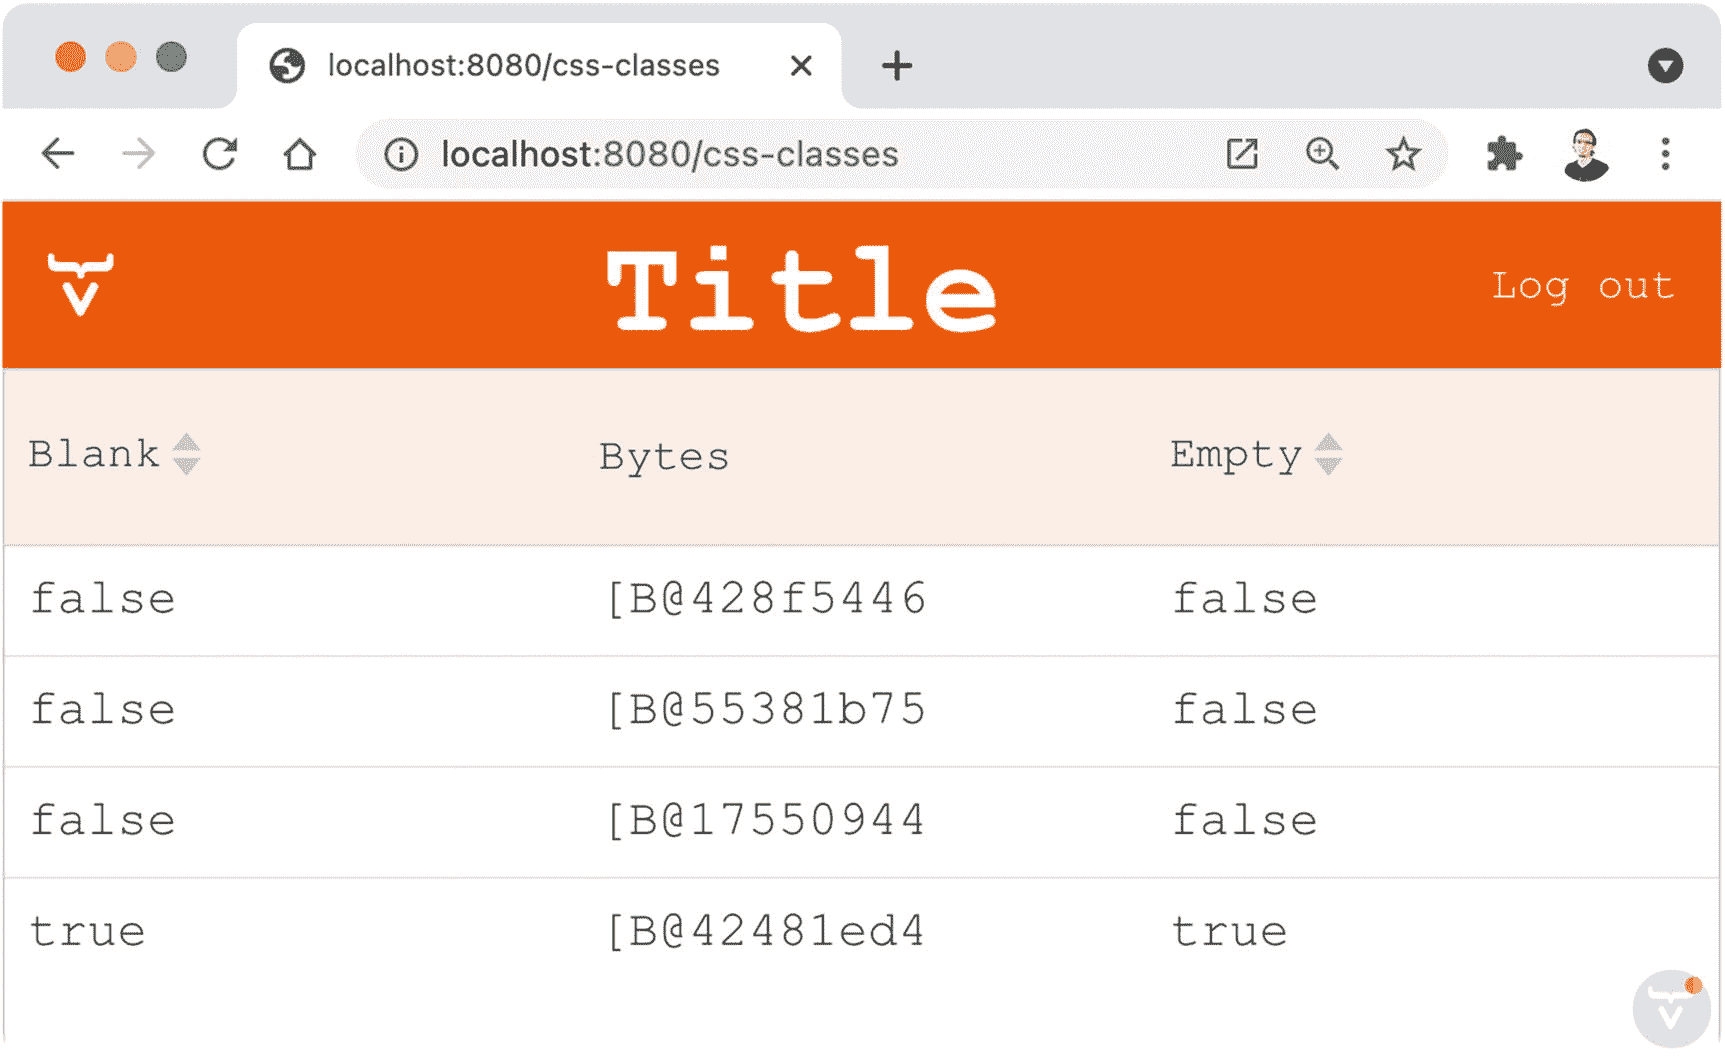 localhost:8080/css-classes
localhost:8080/css-classes
Title
Log out
Blank Bytes Empty
false [B@428f5446 false
false [B@55381b75 false
false [B@17550944 false
true [B@42481ed4 true